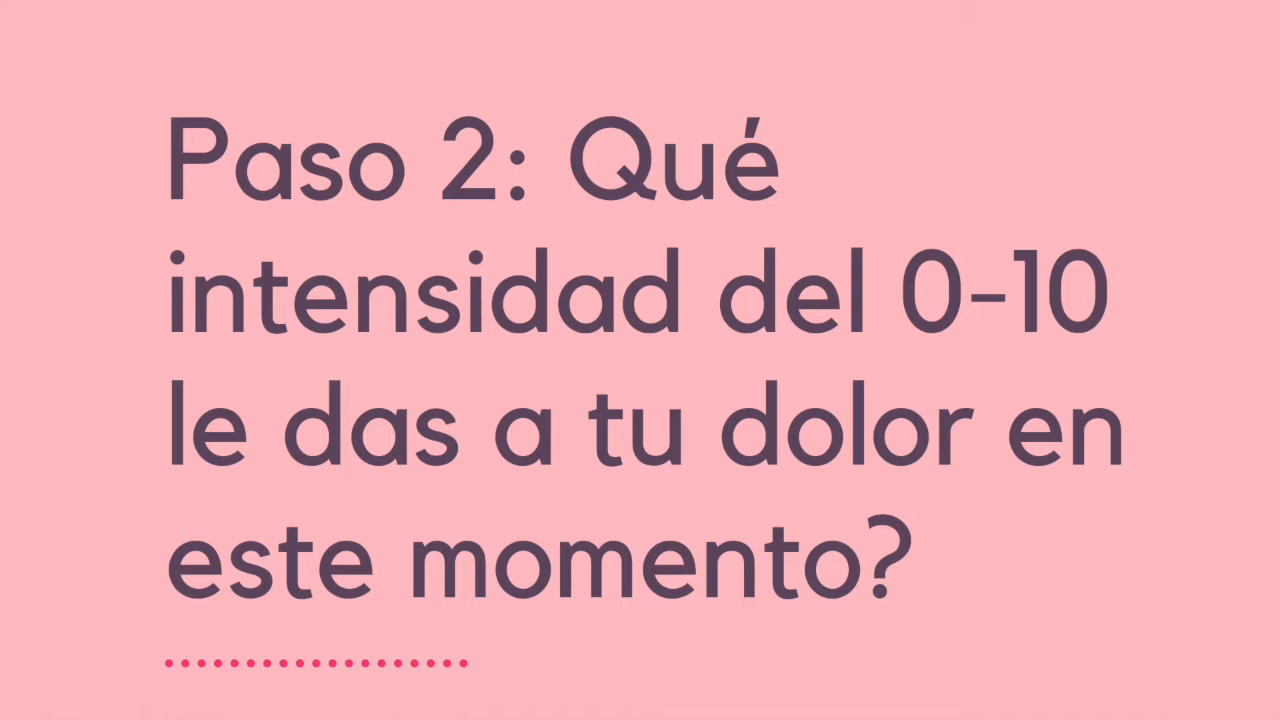 Paso 2: Qué
intensidad del 0-10
le das a tu dolor en
este momento?